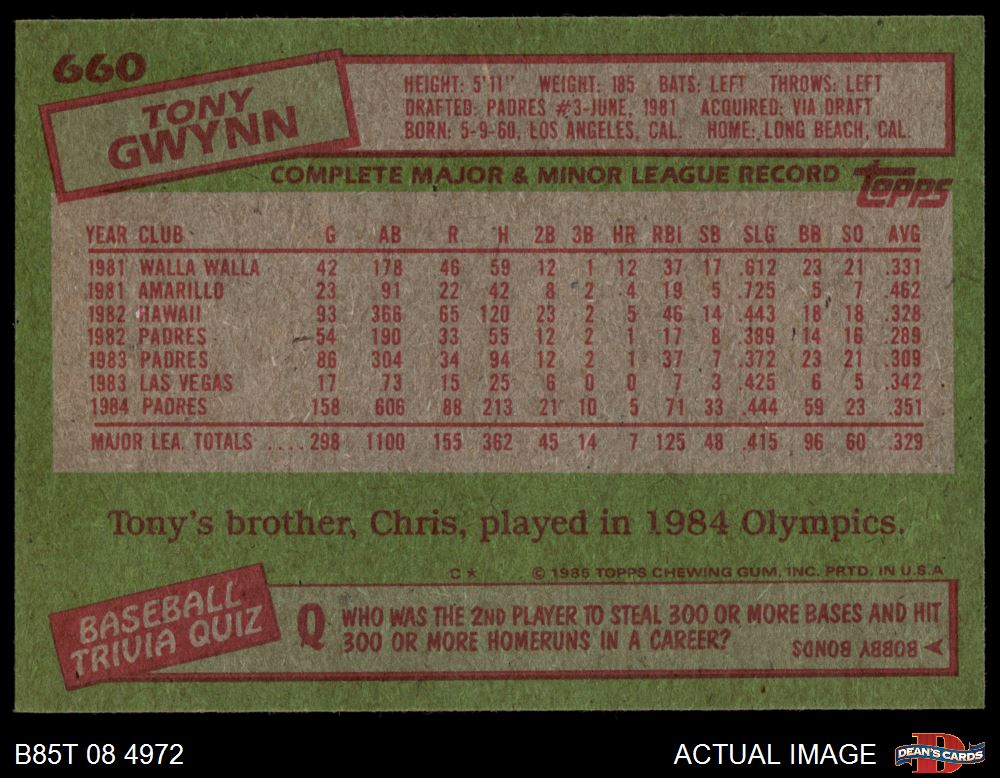 660
TONY
GWYNN
HEIGHT: 5'11" WEIGHT: 185 BATS: LEFT THROWS: LEFT
DRAFTED: PADRES #3-JUNE, 1981 ACQUIRED: VIA DRAFT
BORN: 5-9-60, LOS ANGELES, CAL. HOME: LONG BEACH, CAL.
COMPLETE MAJOR & MINOR LEAGUE RECORD
Topps
YEAR CLUB G AB R H 2B 3B HR RBI SB SLG BB SO AVG
1981 WALLA WALLA 42 178 46 59 12 1 12 37 17 .612 23 21 .331
1981 AMARILLO 23 91 22 42 8 2 4 19 5 .725 5 7 .462
1982 HAWAII 93 366 65 120 23 2 5 46 14 .443 18 18 .328
1982 PADRES 54 190 33 55 12 2 1 17 8 .389 14 16 .289
1983 PADRES 86 304 34 94 12 2 1 37 7 .372 23 21 .309
1983 LAS VEGAS 17 73 15 25 6 0 0 7 3 .425 6 5 .342
1984 PADRES 158 606 88 213 21 10 5 71 33 .444 59 23 .351
MAJOR LEA. TOTALS ....298 1100 155 362 45 14 7 125 48 .415 96 60 .329
Tony's brother, Chris, played in 1984 Olympics.
C* © 1985 TOPPS CHEWING GUM, INC. PRTD. IN U.S.A
BASEBALL
TRIVIA QUIZ
Q WHO WAS THE 2ND PLAYER TO STEAL 300 OR MORE BASES AND HIT
300 OR MORE HOMERUNS IN A CAREER?
BOBBY BONDS
B85T 08 4972
ACTUAL IMAGE
D
DEAN'S CARDS